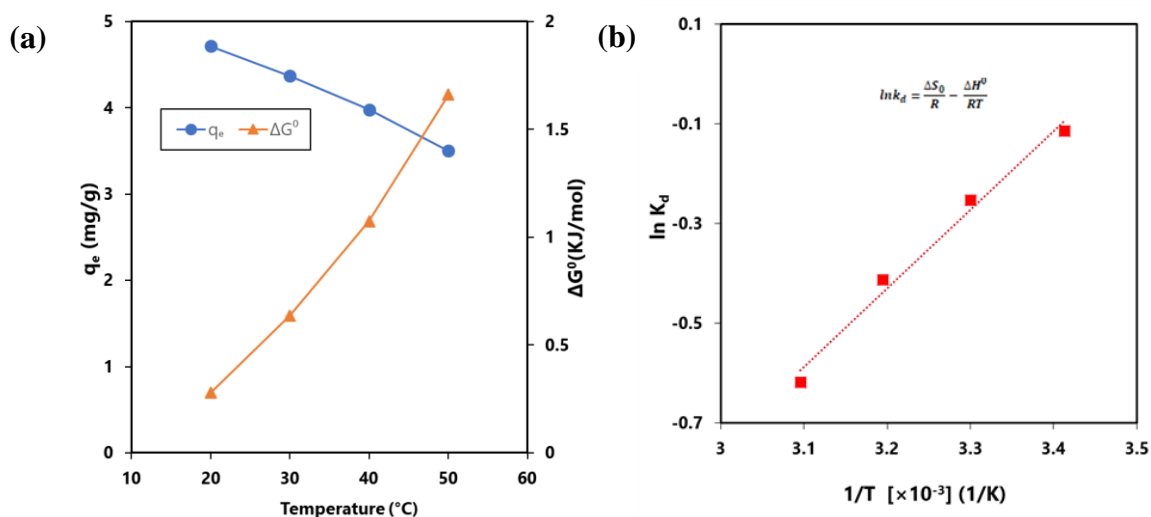 (a)
5
4
3
2
1
0
qₑ (mg/g)
qₑ
ΔG⁰
2
1.5
1
0.5
0
ΔG⁰(KJ/mol)
10
20
30
40
50
60
Temperature (°C)
(b)
-0.1
-0.1
-0.3
-0.5
-0.7
ln K_d
lnk_d = ΔS₀/R − ΔH⁰/RT
3
3.1
3.2
3.3
3.4
3.5
1/T [×10⁻³] (1/K)